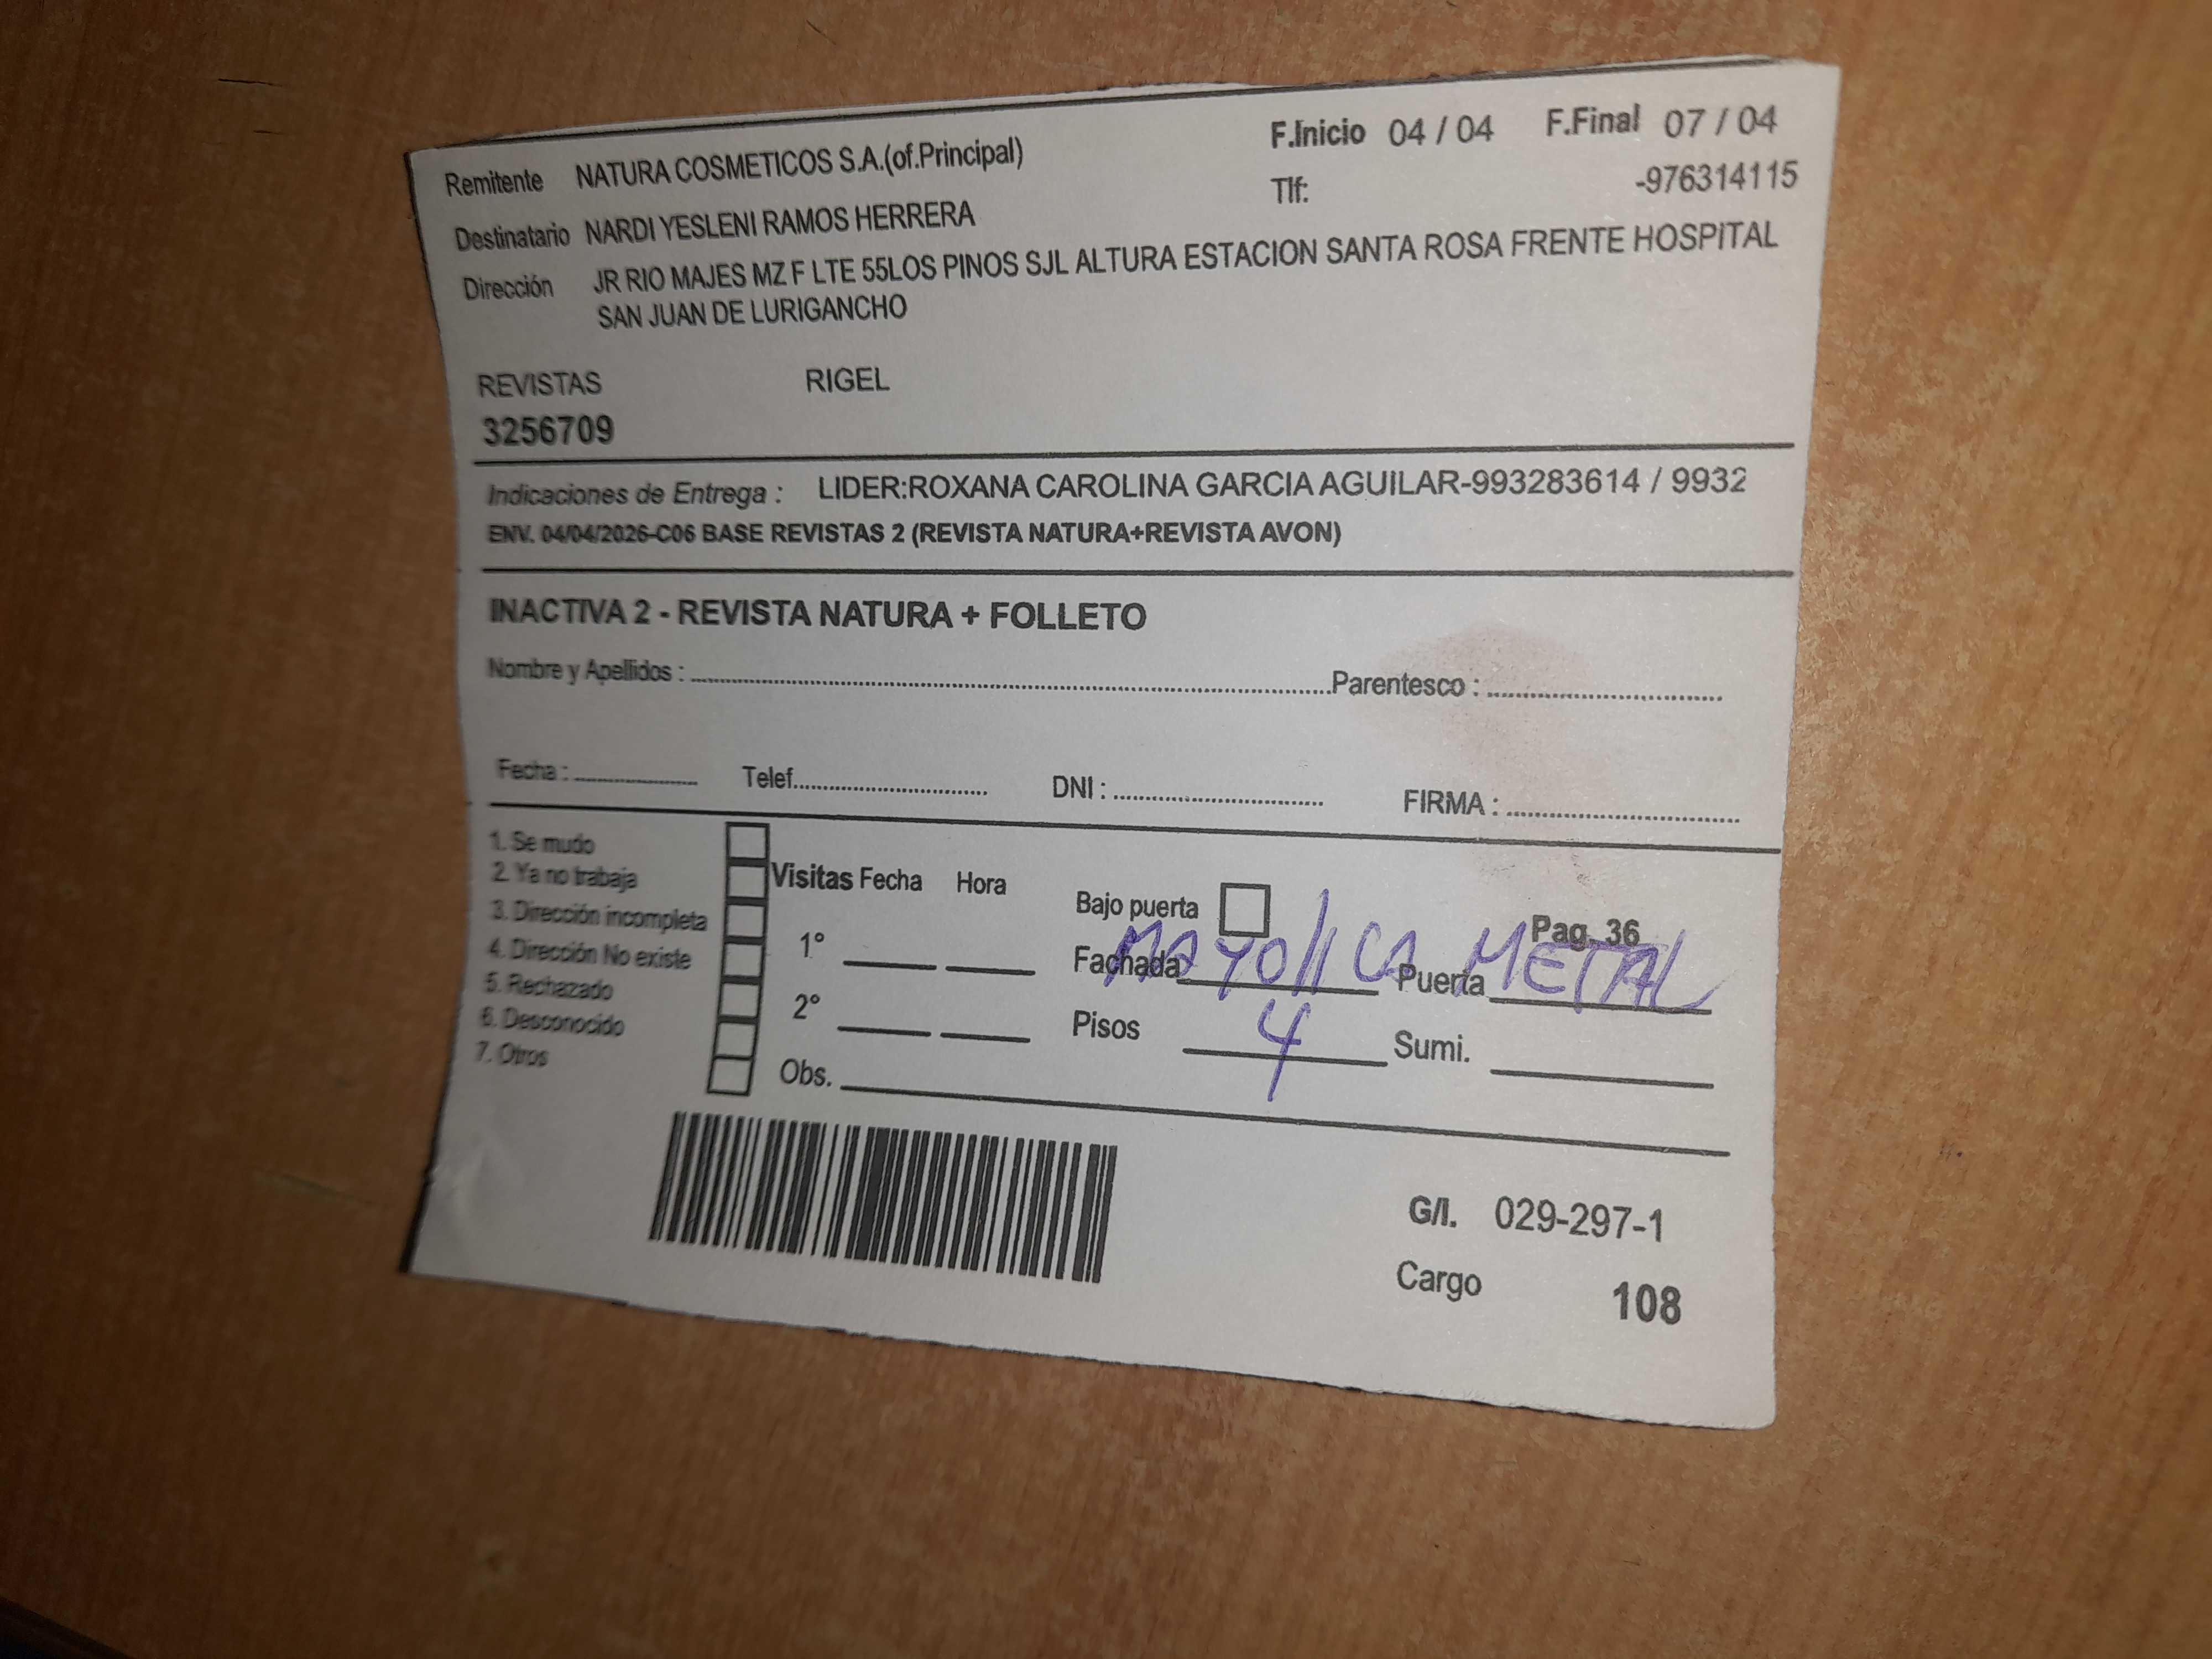 Remitente NATURA COSMETICOS S.A.(of.Principal) F.Inicio 04 / 04 F.Final 07 / 04
Destinatario NARDI YESLENI RAMOS HERRERA Tlf: -976314115
Dirección JR RIO MAJES MZ F LTE 55LOS PINOS SJL ALTURA ESTACION SANTA ROSA FRENTE HOSPITAL
SAN JUAN DE LURIGANCHO
REVISTAS RIGEL
3256709
Indicaciones de Entrega : LIDER:ROXANA CAROLINA GARCIA AGUILAR-993283614 / 9932
ENV. 04/04/2026-C06 BASE REVISTAS 2 (REVISTA NATURA+REVISTA AVON)
INACTIVA 2 - REVISTA NATURA + FOLLETO
Nombre y Apellidos : Parentesco :
Fecha : Telef. DNI : FIRMA :
1. Se mudo
2. Ya no trabaja Visitas Fecha Hora Bajo puerta Pag. 36
3. Dirección incompleta
4. Dirección No existe 1° Fachada MAYOlICA Puerta METAL
5. Rechazado
6. Desconocido 2° Pisos 4 Sumi.
7. Otros Obs.
G/I. 029-297-1
Cargo 108